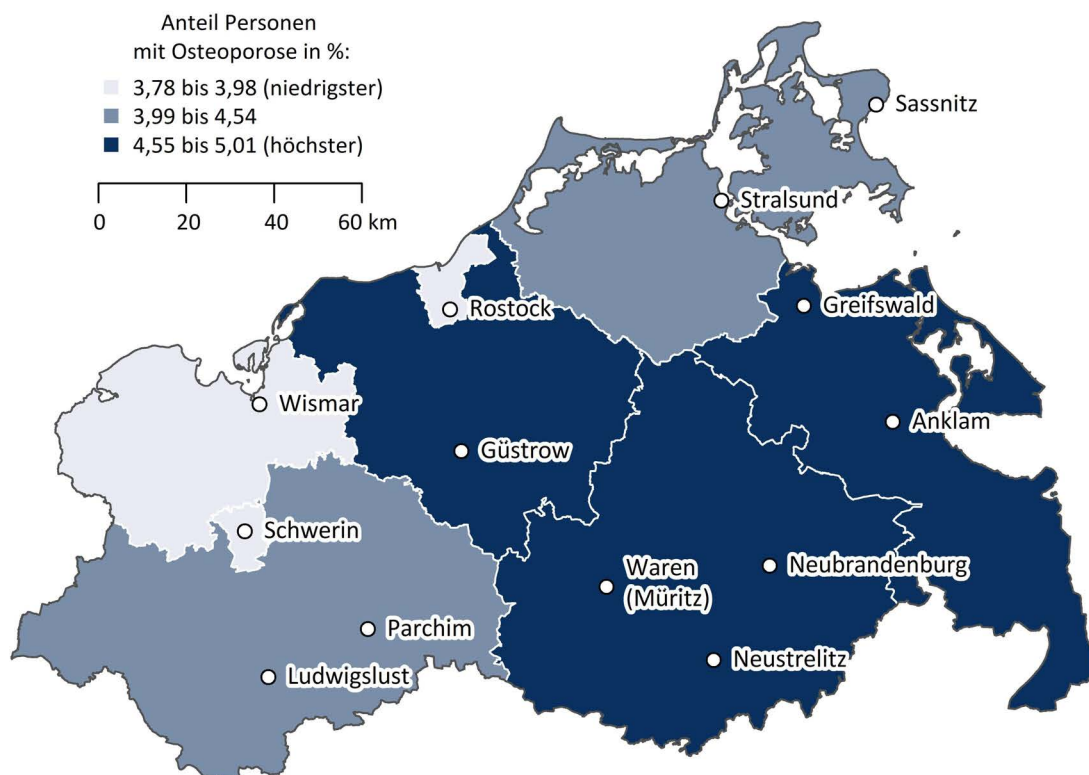 Anteil Personen
mit Osteoporose in %:
3,78 bis 3,98 (niedrigster)
3,99 bis 4,54
4,55 bis 5,01 (höchster)
0 20 40 60 km
Sassnitz
Stralsund
Rostock
Greifswald
Wismar
Anklam
Güstrow
Schwerin
Waren
(Müritz)
Neubrandenburg
Parchim
Neustrelitz
Ludwigslust